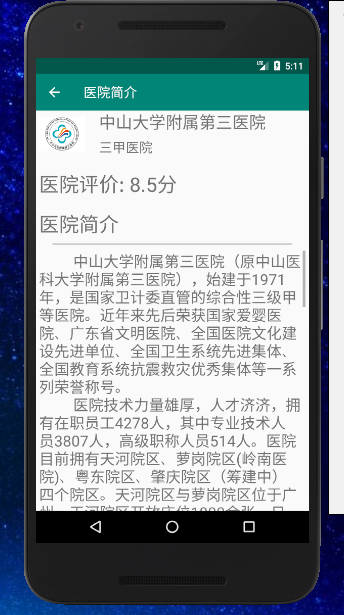 LTE 5:11
医院简介
中山大学附属第三医院
三甲医院
医院评价: 8.5分
医院简介
中山大学附属第三医院（原中山医
科大学附属第三医院），始建于1971
年，是国家卫计委直管的综合性三级甲
等医院。近年来先后荣获国家爱婴医
院、广东省文明医院、全国医院文化建
设先进单位、全国卫生系统先进集体、
全国教育系统抗震救灾优秀集体等一系
列荣誉称号。
医院技术力量雄厚，人才济济，拥
有在职员工4278人，其中专业技术人
员3807人，高级职称人员514人。医院
目前拥有天河院区、萝岗院区(岭南医
院)、粤东院区、肇庆院区（筹建中）
四个院区。天河院区与萝岗院区位于广